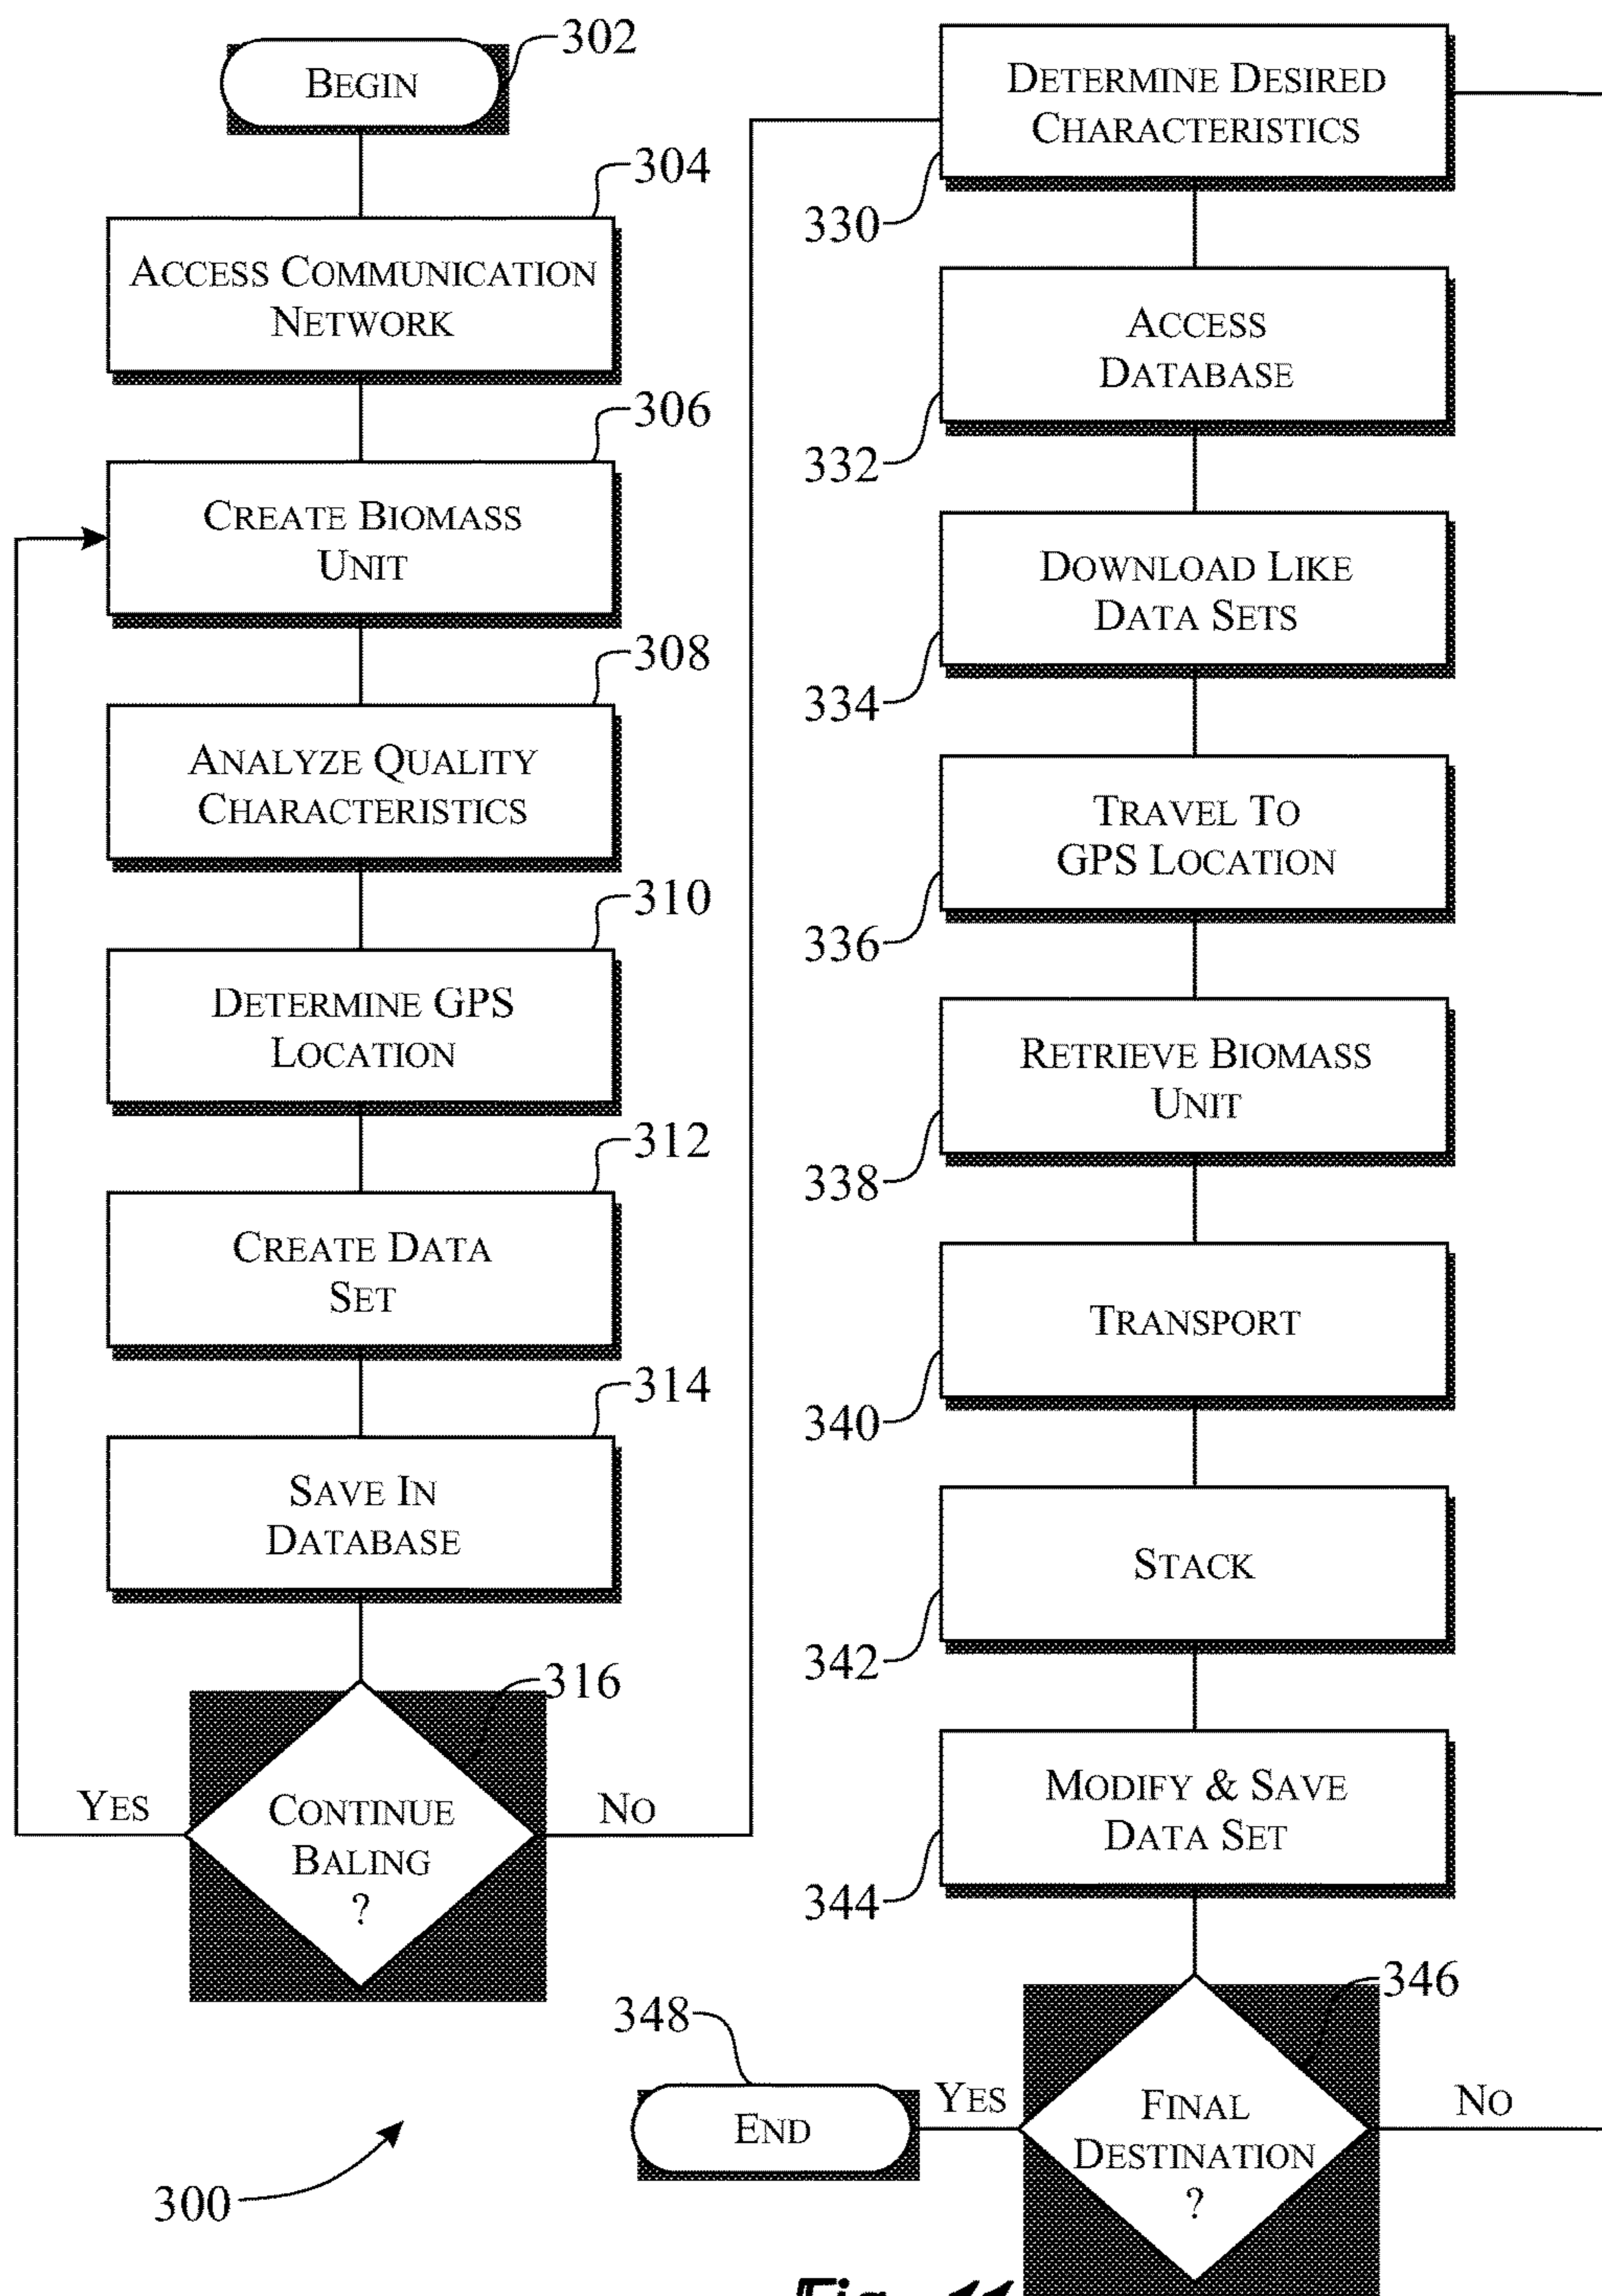 BEGIN
302
304
ACCESS COMMUNICATION
NETWORK
306
CREATE BIOMASS
UNIT
308
ANALYZE QUALITY
CHARACTERISTICS
310
DETERMINE GPS
LOCATION
312
CREATE DATA
SET
314
SAVE IN
DATABASE
316
CONTINUE
BALING
?
YES
NO
300
DETERMINE DESIRED
CHARACTERISTICS
330
ACCESS
DATABASE
332
DOWNLOAD LIKE
DATA SETS
334
TRAVEL TO
GPS LOCATION
336
RETRIEVE BIOMASS
UNIT
338
TRANSPORT
340
STACK
342
MODIFY & SAVE
DATA SET
344
346
FINAL
DESTINATION
?
YES
NO
348
END